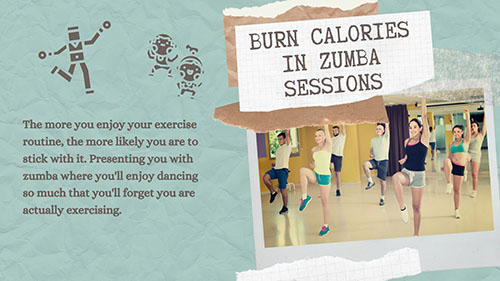 BURN CALORIES
IN ZUMBA
SESSIONS
The more you enjoy your exercise
routine, the more likely you are to
stick with it. Presenting you with
zumba where you'll enjoy dancing
so much that you'll forget you are
actually exercising.